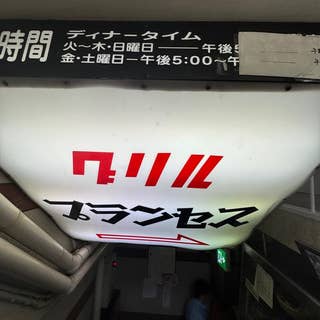 時間 ディナータイム
火〜木・日曜日――午後5
金・土曜日―午後5:00〜午
グリル
プランセス